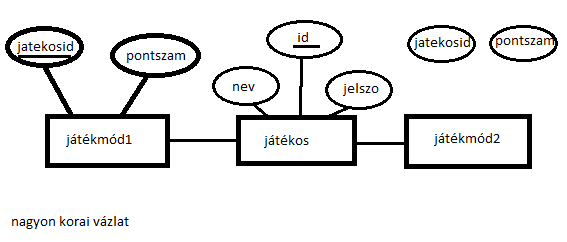 id
jatekosid
pontszam
jatekosid
pontszam
nev
jelszo
játékmód1
játékos
játékmód2
nagyon korai vázlat